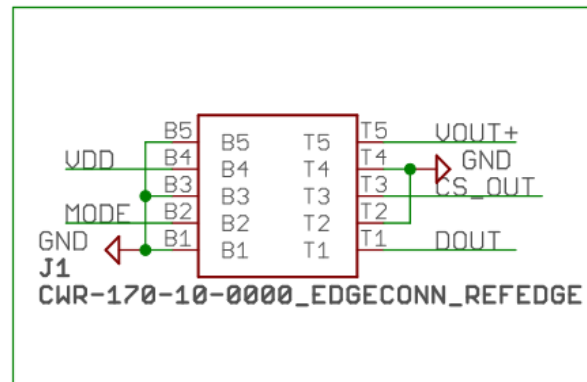 B5 B5 T5 T5 VOUT+
VDD B4 B4 T4 T4 GND
B3 B3 T3 T3 CS_OUT
MODE B2 B2 T2 T2
GND B1 B1 T1 T1 DOUT
J1
CWR-170-10-0000_EDGECONN_REFEDGE